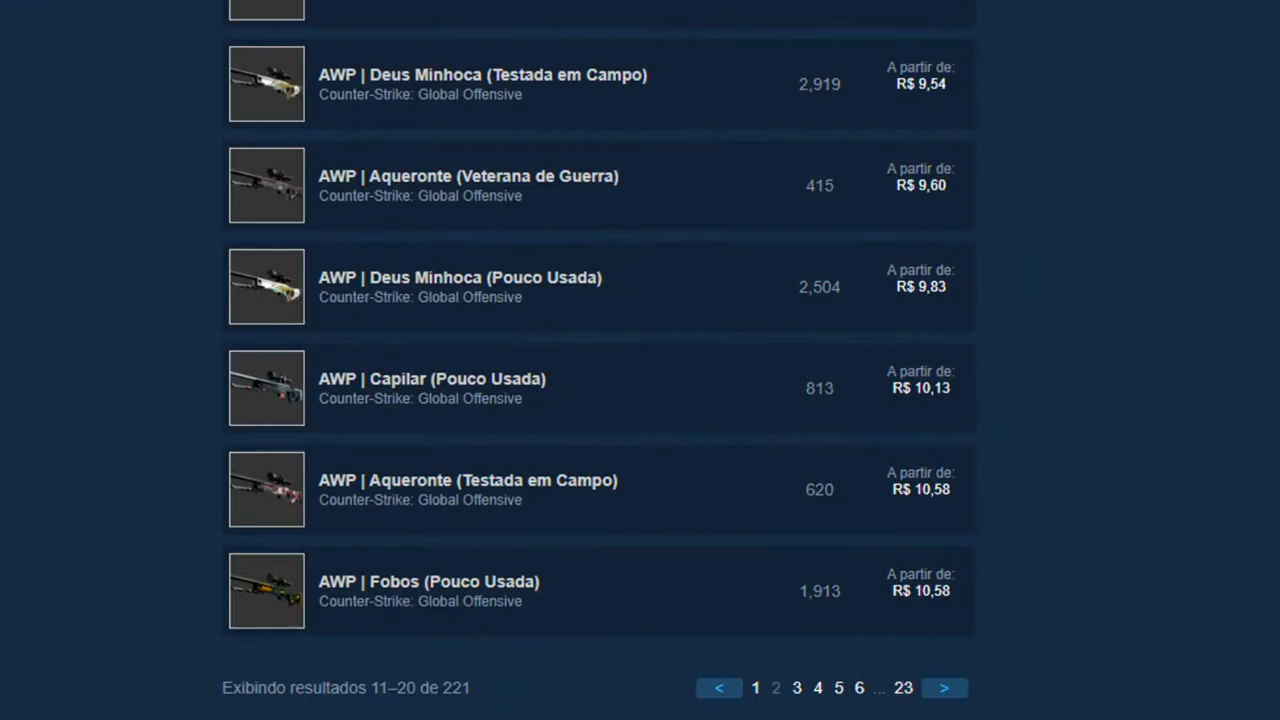 AWP | Deus Minhoca (Testada em Campo)
Counter-Strike: Global Offensive
2,919
A partir de:
R$ 9,54
AWP | Aqueronte (Veterana de Guerra)
Counter-Strike: Global Offensive
415
A partir de:
R$ 9,60
AWP | Deus Minhoca (Pouco Usada)
Counter-Strike: Global Offensive
2,504
A partir de:
R$ 9,83
AWP | Capilar (Pouco Usada)
Counter-Strike: Global Offensive
813
A partir de:
R$ 10,13
AWP | Aqueronte (Testada em Campo)
Counter-Strike: Global Offensive
620
A partir de:
R$ 10,58
AWP | Fobos (Pouco Usada)
Counter-Strike: Global Offensive
1,913
A partir de:
R$ 10,58
Exibindo resultados 11–20 de 221
< 1 2 3 4 5 6 ... 23 >